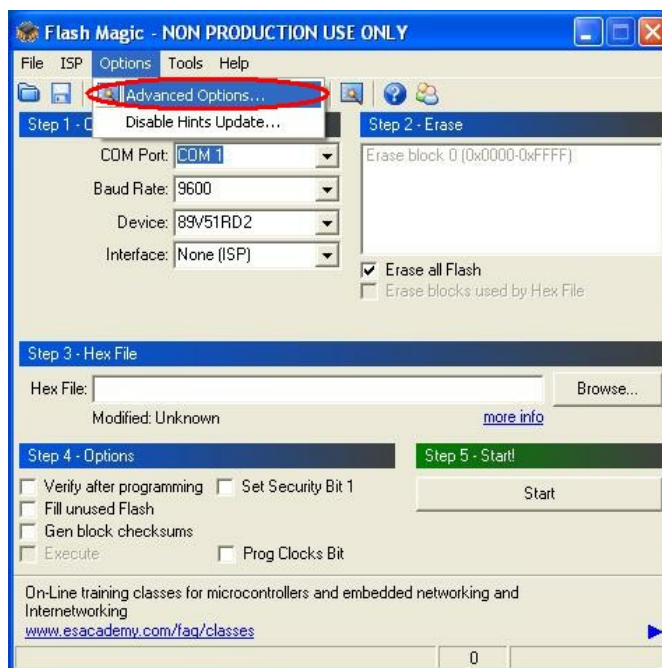 Flash Magic - NON PRODUCTION USE ONLY
File ISP Options Tools Help
Advanced Options...
Disable Hints Update...
Step 1 - C
COM Port: COM 1
Baud Rate: 9600
Device: 89V51RD2
Interface: None (ISP)
Step 2 - Erase
Erase block 0 (0x0000-0xFFFF)
Erase all Flash
Erase blocks used by Hex File
Step 3 - Hex File
Hex File:
Browse...
Modified: Unknown
more info
Step 4 - Options
Verify after programming
Set Security Bit 1
Fill unused Flash
Gen block checksums
Execute
Prog Clocks Bit
Step 5 - Start!
Start
On-Line training classes for microcontrollers and embedded networking and
Internetworking
www.esacademy.com/faq/classes
0